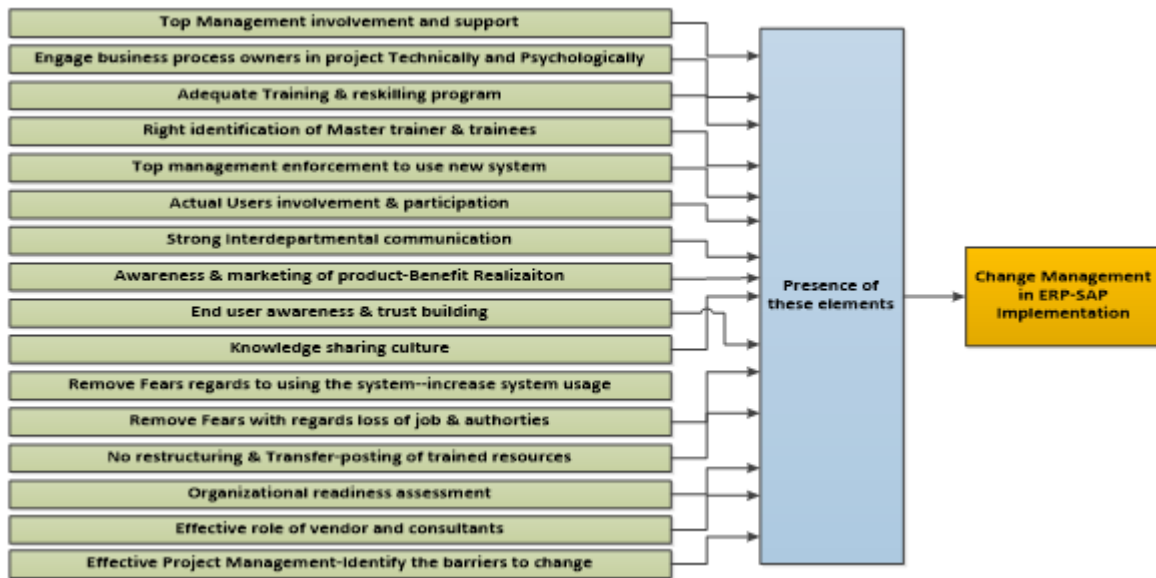 Top Management involvement and support
Engage business process owners in project Technically and Psychologically
Adequate Training & reskilling program
Right identification of Master trainer & trainees
Top management enforcement to use new system
Actual Users involvement & participation
Strong Interdepartmental communication
Awareness & marketing of product-Benefit Realizaiton
End user awareness & trust building
Knowledge sharing culture
Remove Fears regards to using the system--increase system usage
Remove Fears with regards loss of job & authorties
No restructuring & Transfer-posting of trained resources
Organizational readiness assessment
Effective role of vendor and consultants
Effective Project Management-Identify the barriers to change
Presence of
these elements
Change Management
in ERP-SAP
Implementation